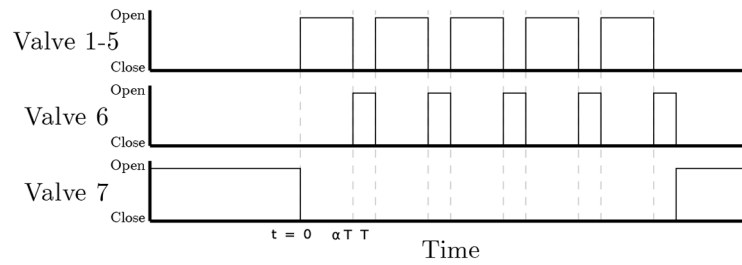 Open
Valve 1-5
Close
Open
Valve 6
Close
Open
Valve 7
Close
t = 0 αT T
Time